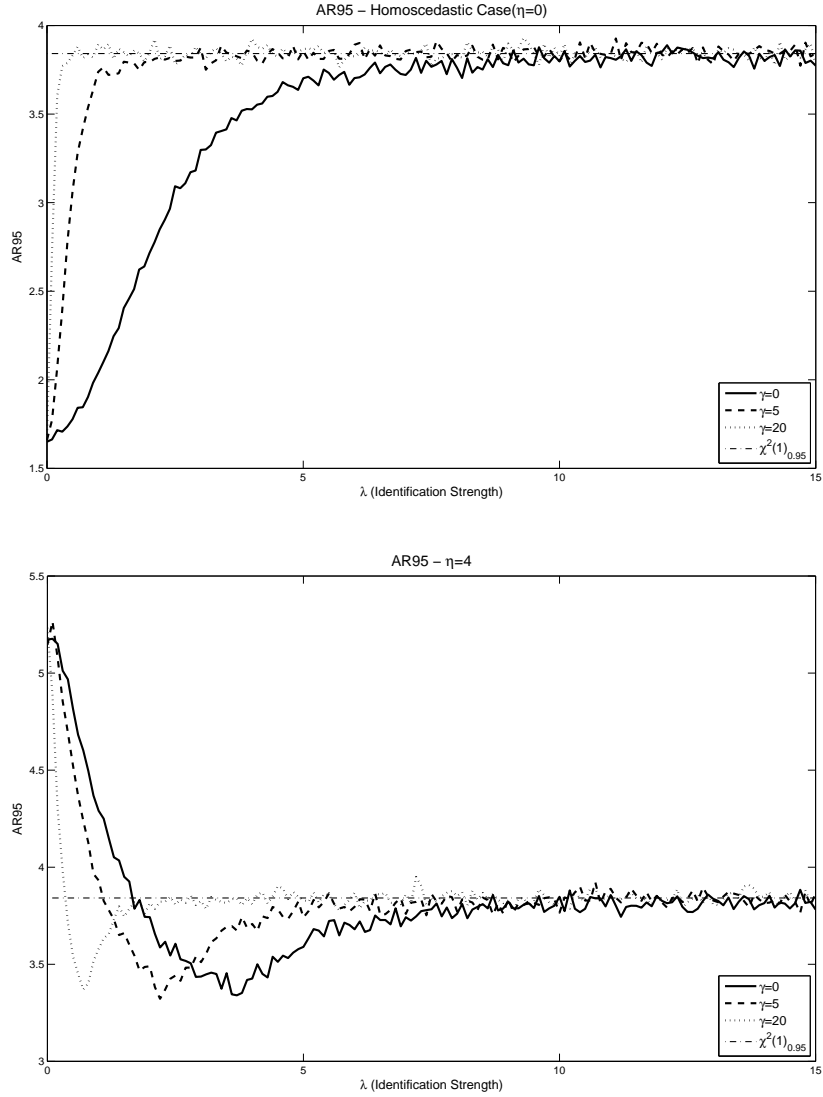 AR95 − Homoscedastic Case(η=0)
4
3.5
3
2.5
2
1.5
AR95
0
5
10
15
λ (Identification Strength)
γ=0
γ=5
γ=20
χ²(1)₀.₉₅
AR95 − η=4
5.5
5
4.5
4
3.5
3
AR95
0
5
10
15
λ (Identification Strength)
γ=0
γ=5
γ=20
χ²(1)₀.₉₅